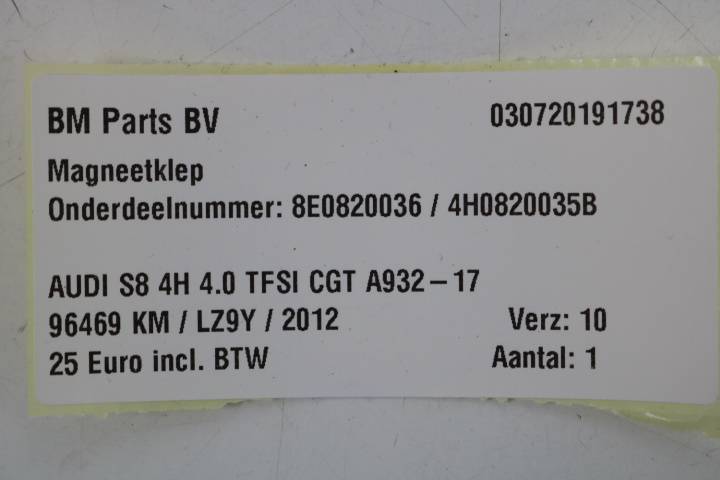 BM Parts BV 030720191738
Magneetklep
Onderdeelnummer: 8E0820036 / 4H0820035B
AUDI S8 4H 4.0 TFSI CGT A932-17
96469 KM / LZ9Y / 2012 Verz: 10
25 Euro incl. BTW Aantal: 1